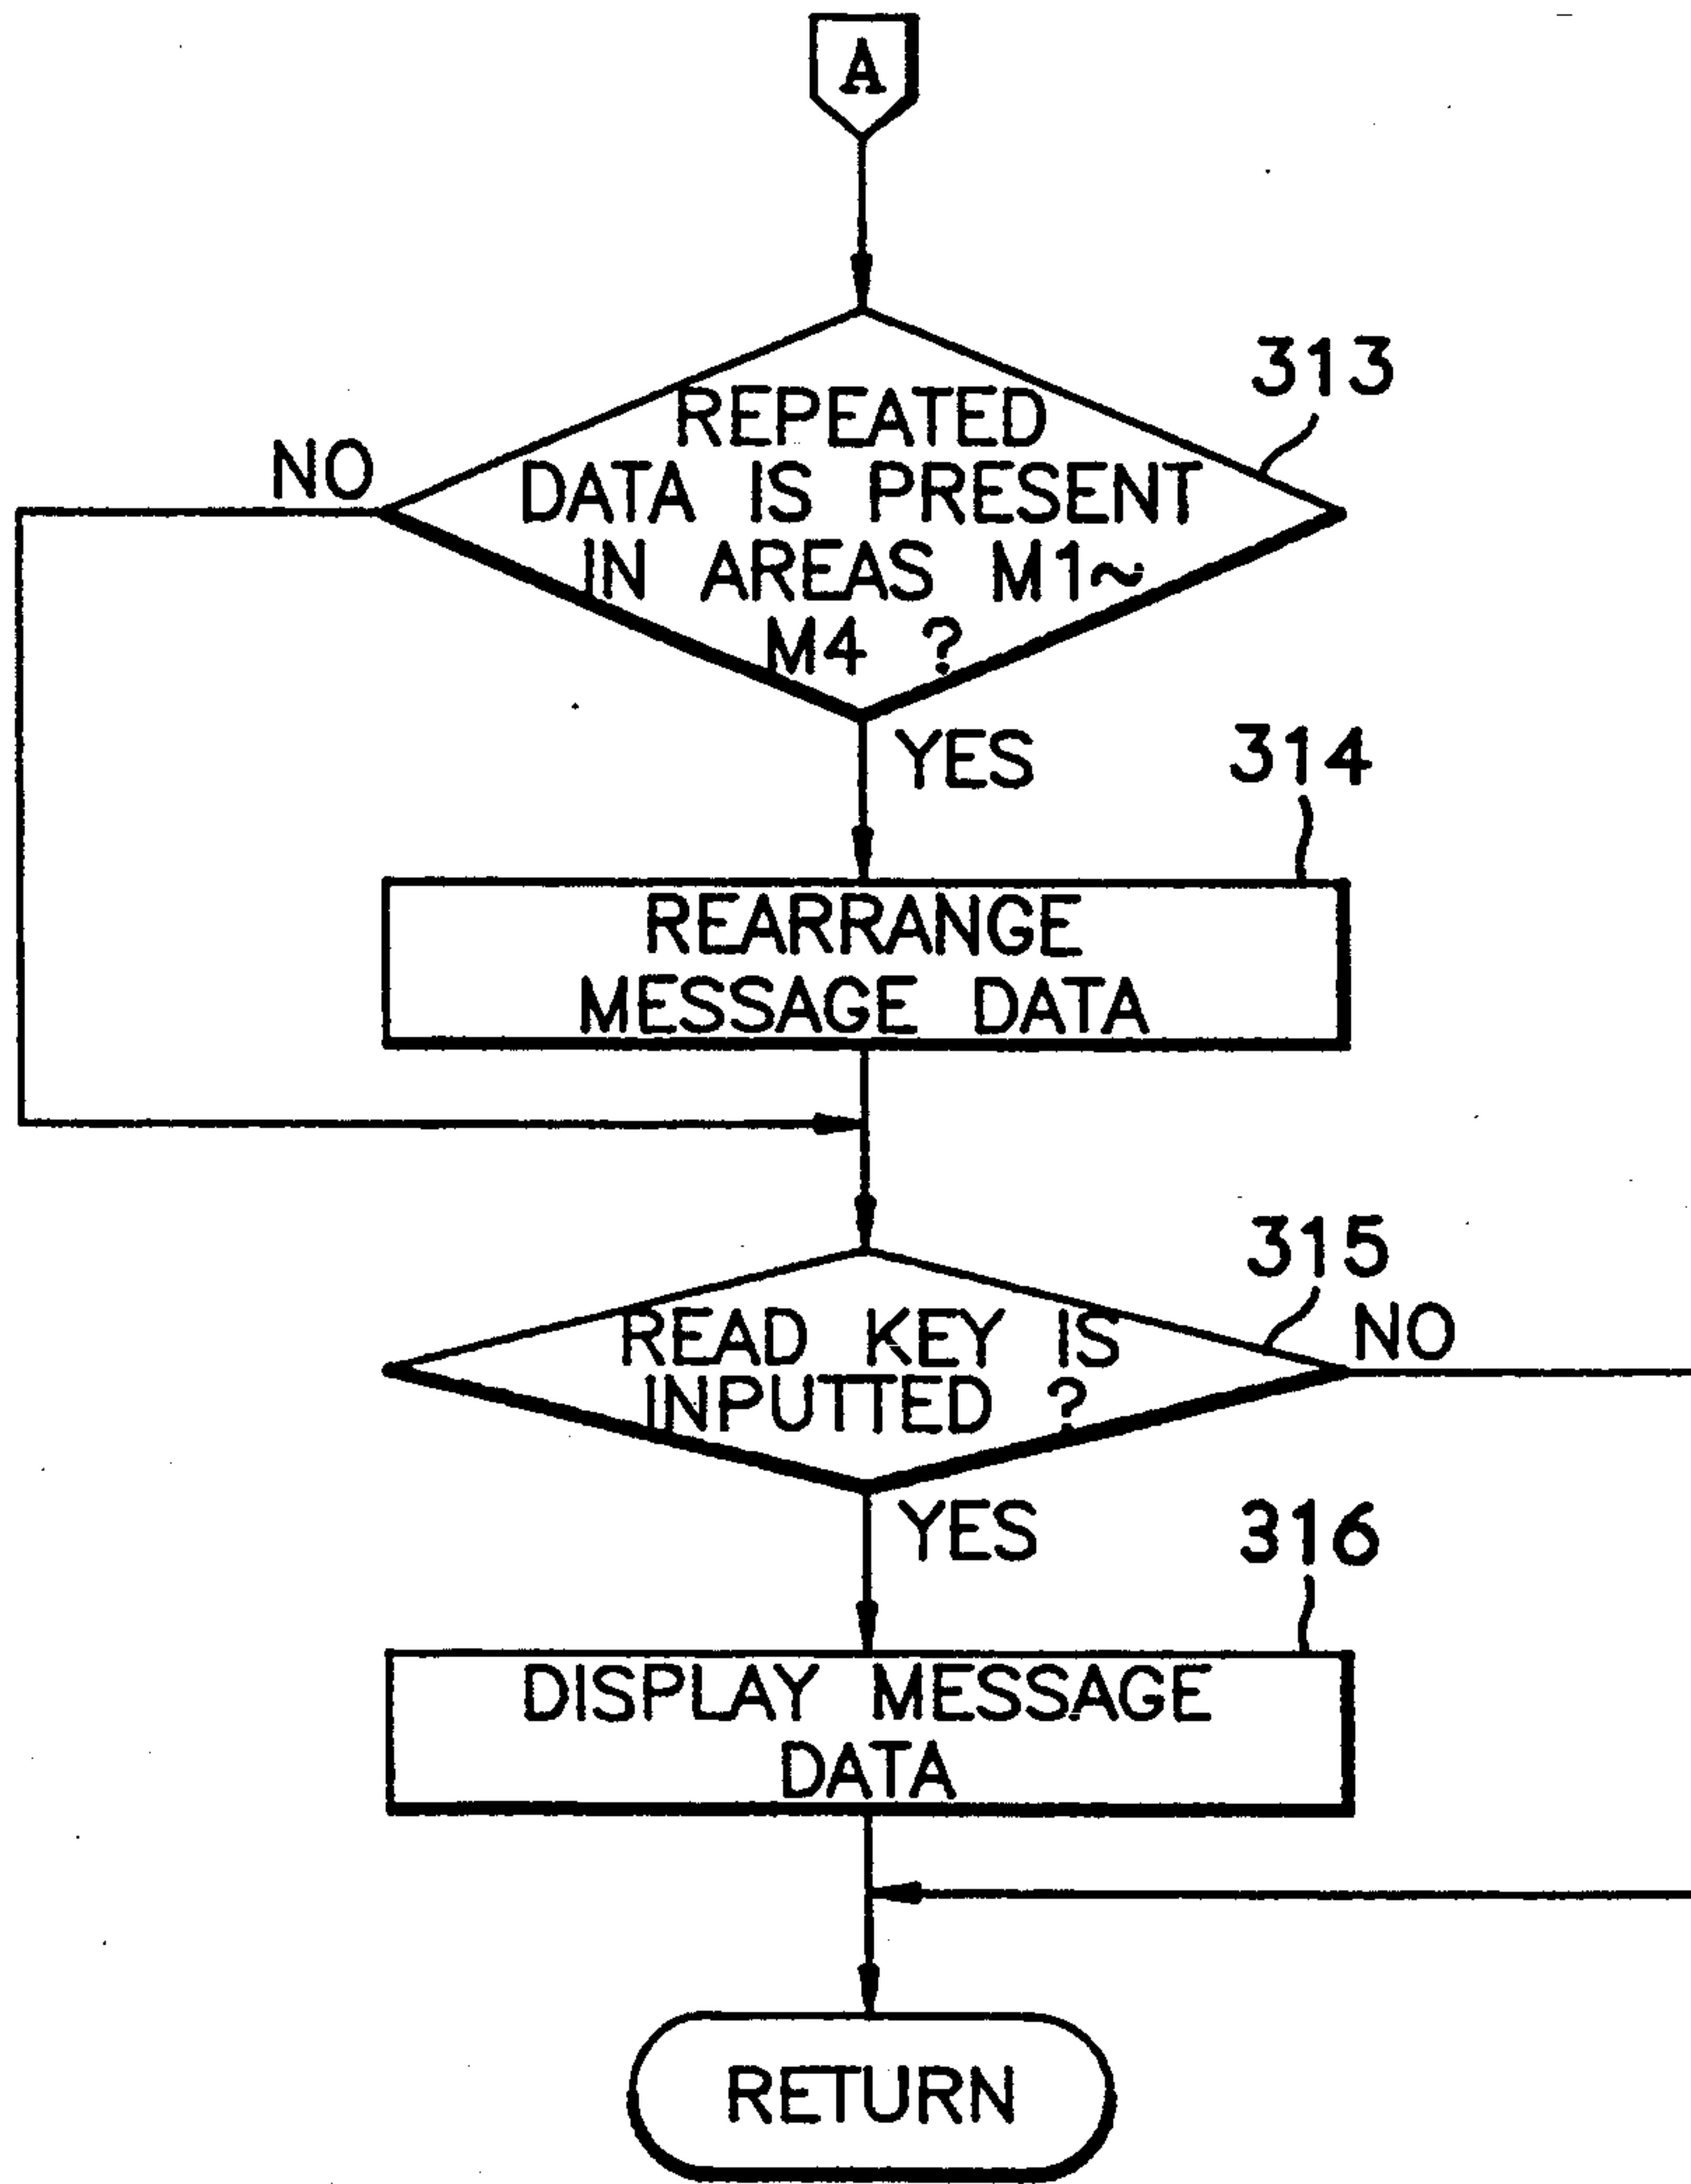 A
313
REPEATED
NO
DATA IS PRESENT
IN AREAS M1~
M4 ?
YES
314
REARRANGE
MESSAGE DATA
315
READ KEY IS
NO
INPUTTED ?
YES
316
DISPLAY MESSAGE
DATA
RETURN